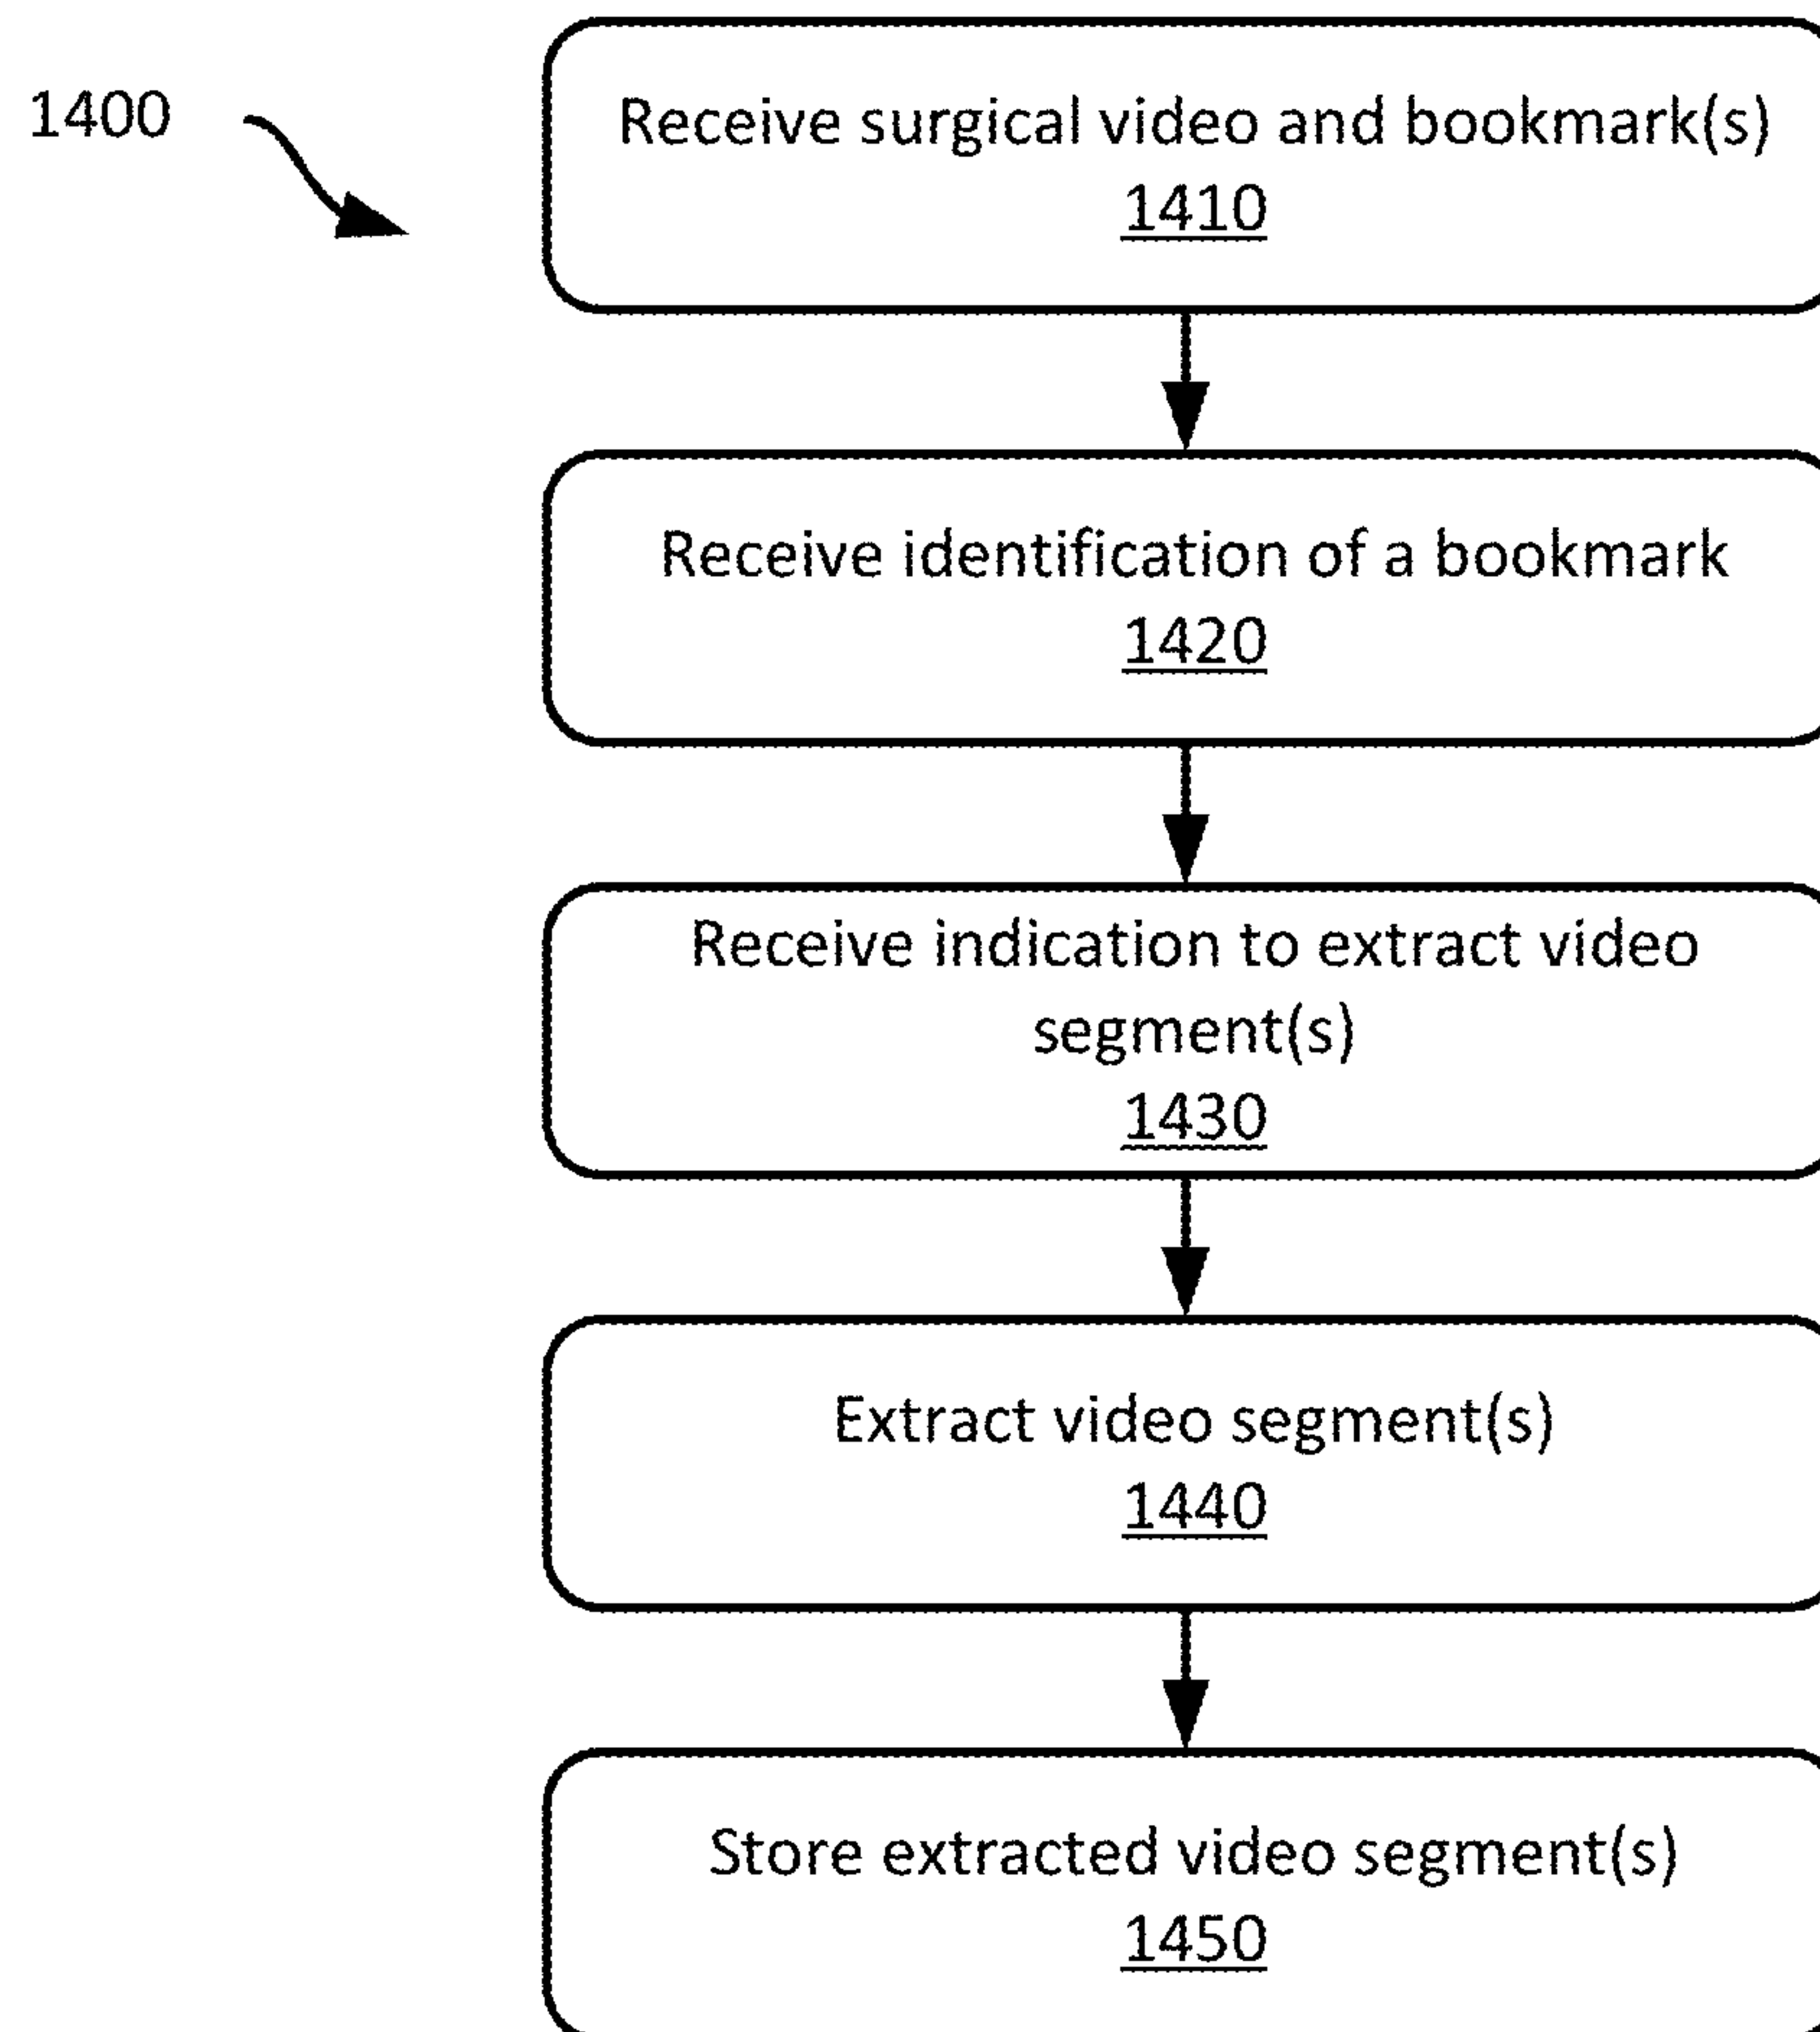 1400
Receive surgical video and bookmark(s)
1410
Receive identification of a bookmark
1420
Receive indication to extract video
segment(s)
1430
Extract video segment(s)
1440
Store extracted video segment(s)
1450